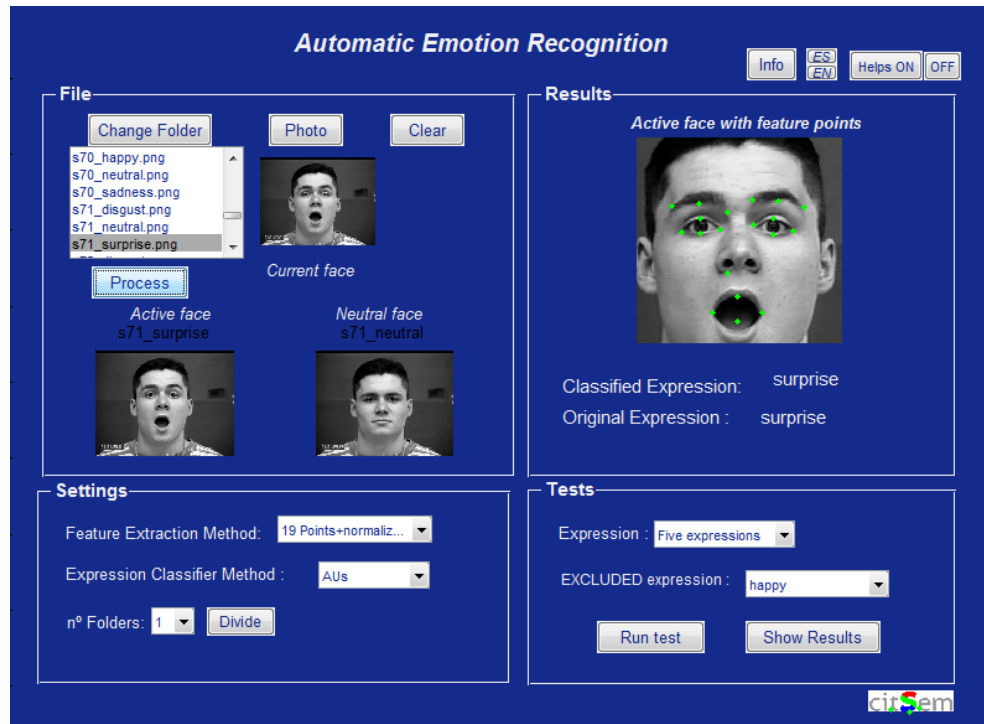 Automatic Emotion Recognition
Info
ES
EN
Helps ON
OFF
File
Change Folder
Photo
Clear
s70_happy.png
s70_neutral.png
s70_sadness.png
s71_disgust.png
s71_neutral.png
s71_surprise.png
Current face
Process
Active face
s71_surprise
Neutral face
s71_neutral
Results
Active face with feature points
Classified Expression: surprise
Original Expression : surprise
Settings
Feature Extraction Method: 19 Points+normaliz...
Expression Classifier Method : AUs
nº Folders: 1 Divide
Tests
Expression : Five expressions
EXCLUDED expression : happy
Run test
Show Results
citSem